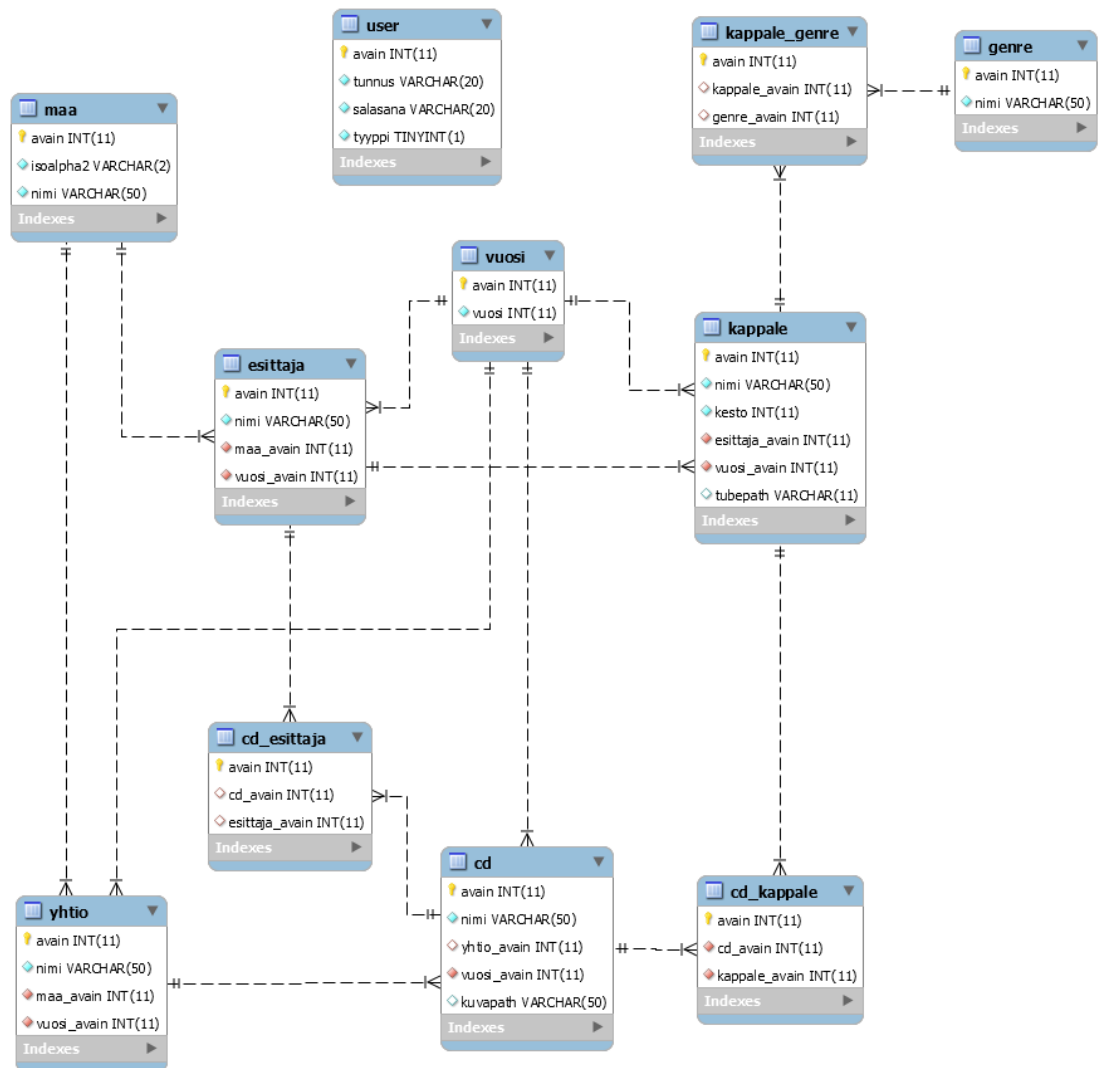 user
avain INT(11)
tunnus VARCHAR(20)
salasana VARCHAR(20)
tyyppi TINYINT(1)
Indexes
kappale_genre
avain INT(11)
kappale_avain INT(11)
genre_avain INT(11)
Indexes
genre
avain INT(11)
nimi VARCHAR(50)
Indexes
maa
avain INT(11)
isoalpha2 VARCHAR(2)
nimi VARCHAR(50)
Indexes
vuosi
avain INT(11)
vuosi INT(11)
Indexes
esittaja
avain INT(11)
nimi VARCHAR(50)
maa_avain INT(11)
vuosi_avain INT(11)
Indexes
kappale
avain INT(11)
nimi VARCHAR(50)
kesto INT(11)
esittaja_avain INT(11)
vuosi_avain INT(11)
tubepath VARCHAR(11)
Indexes
cd_esittaja
avain INT(11)
cd_avain INT(11)
esittaja_avain INT(11)
Indexes
yhtio
avain INT(11)
nimi VARCHAR(50)
maa_avain INT(11)
vuosi_avain INT(11)
Indexes
cd
avain INT(11)
nimi VARCHAR(50)
yhtio_avain INT(11)
vuosi_avain INT(11)
kuvapath VARCHAR(50)
Indexes
cd_kappale
avain INT(11)
cd_avain INT(11)
kappale_avain INT(11)
Indexes